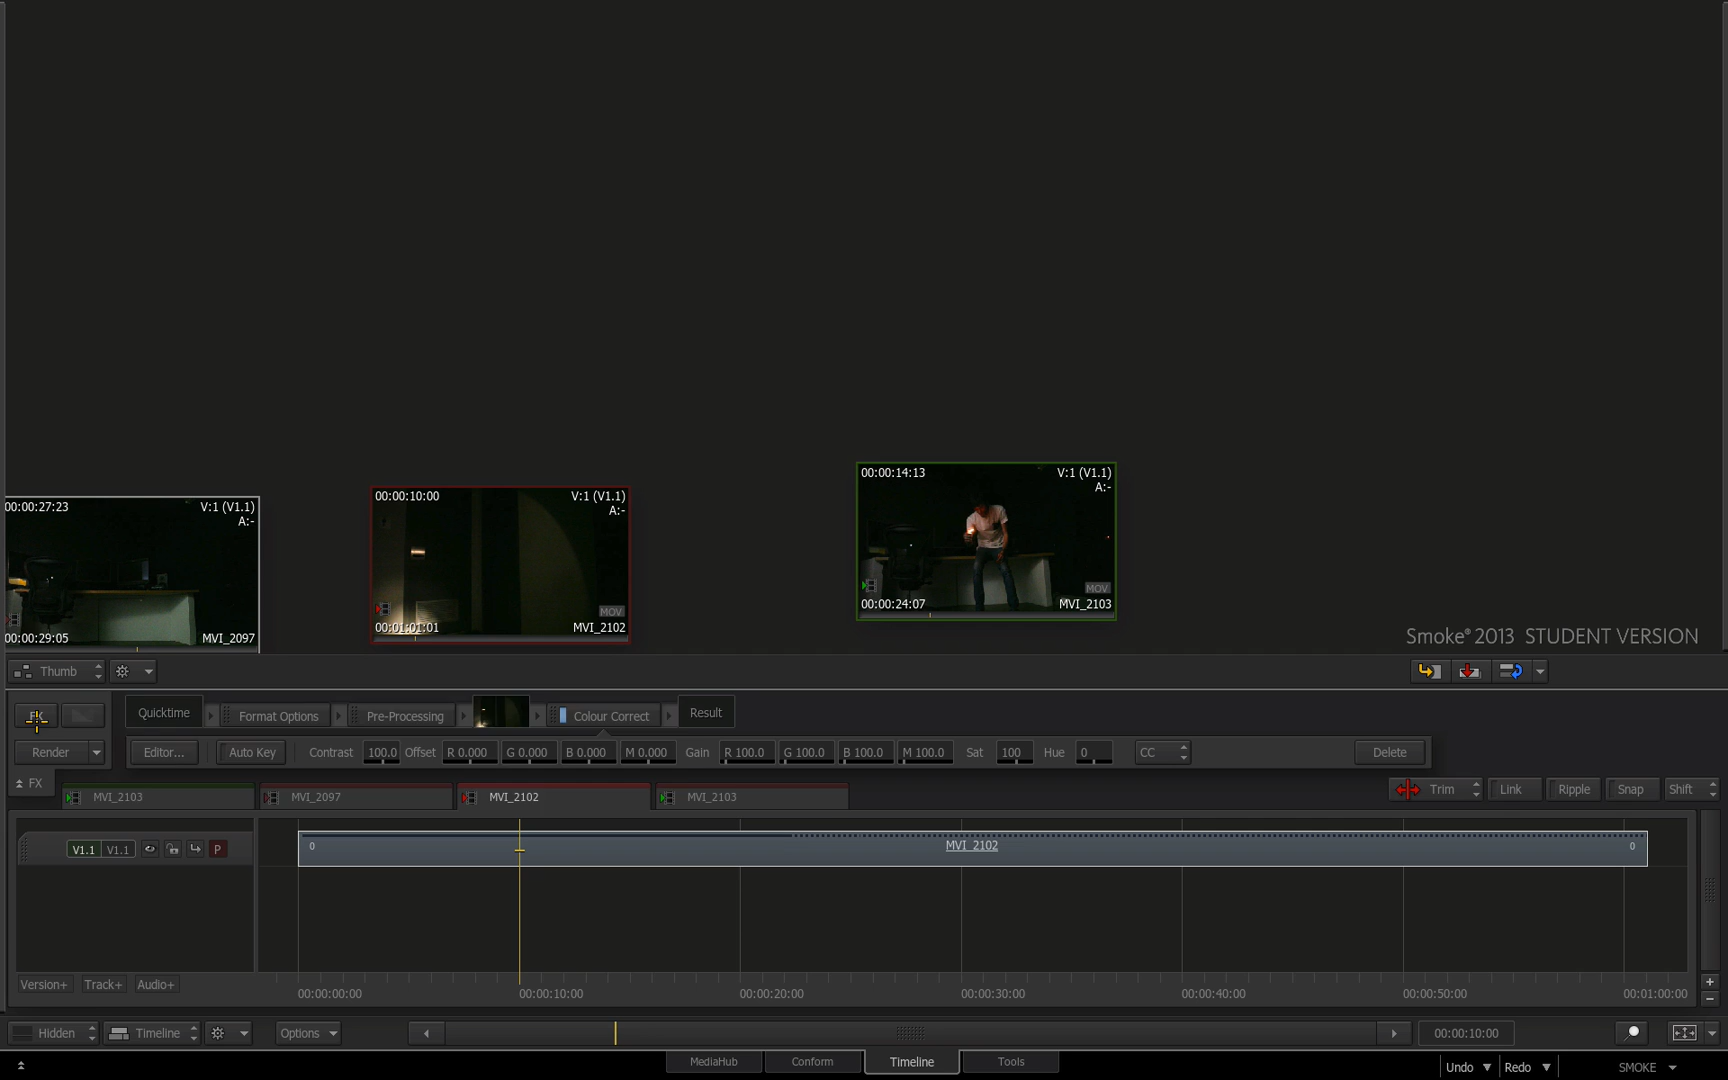 00:00:14:13 V:1 (V1.1)
A:-
00:00:10:00 V:1 (V1.1)
A:-
00:00:27:23 V:1 (V1.1)
A:-
MOV
00:00:24:07 MVI_2103
MOV
00:01:01:01 MVI_2102
00:00:29:05 MVI_2097
Smoke® 2013 STUDENT VERSION
Thumb
FX Quicktime Format Options Pre-Processing Colour Correct Result
Render Editor... Auto Key Contrast 100.0 Offset R 0.000 G 0.000 B 0.000 M 0.000 Gain R 100.0 G 100.0 B 100.0 M 100.0 Sat 100 Hue 0 CC Delete
FX
MVI_2103 MVI_2097 MVI_2102 MVI_2103 Trim Link Ripple Snap Shift
V1.1 V1.1 P 0 MVI_2102 0
Version+ Track+ Audio+
00:00:00:00 00:00:10:00 00:00:20:00 00:00:30:00 00:00:40:00 00:00:50:00 00:01:00:00
+
-
Hidden Timeline Options 00:00:10:00
MediaHub Conform Timeline Tools
Undo Redo SMOKE